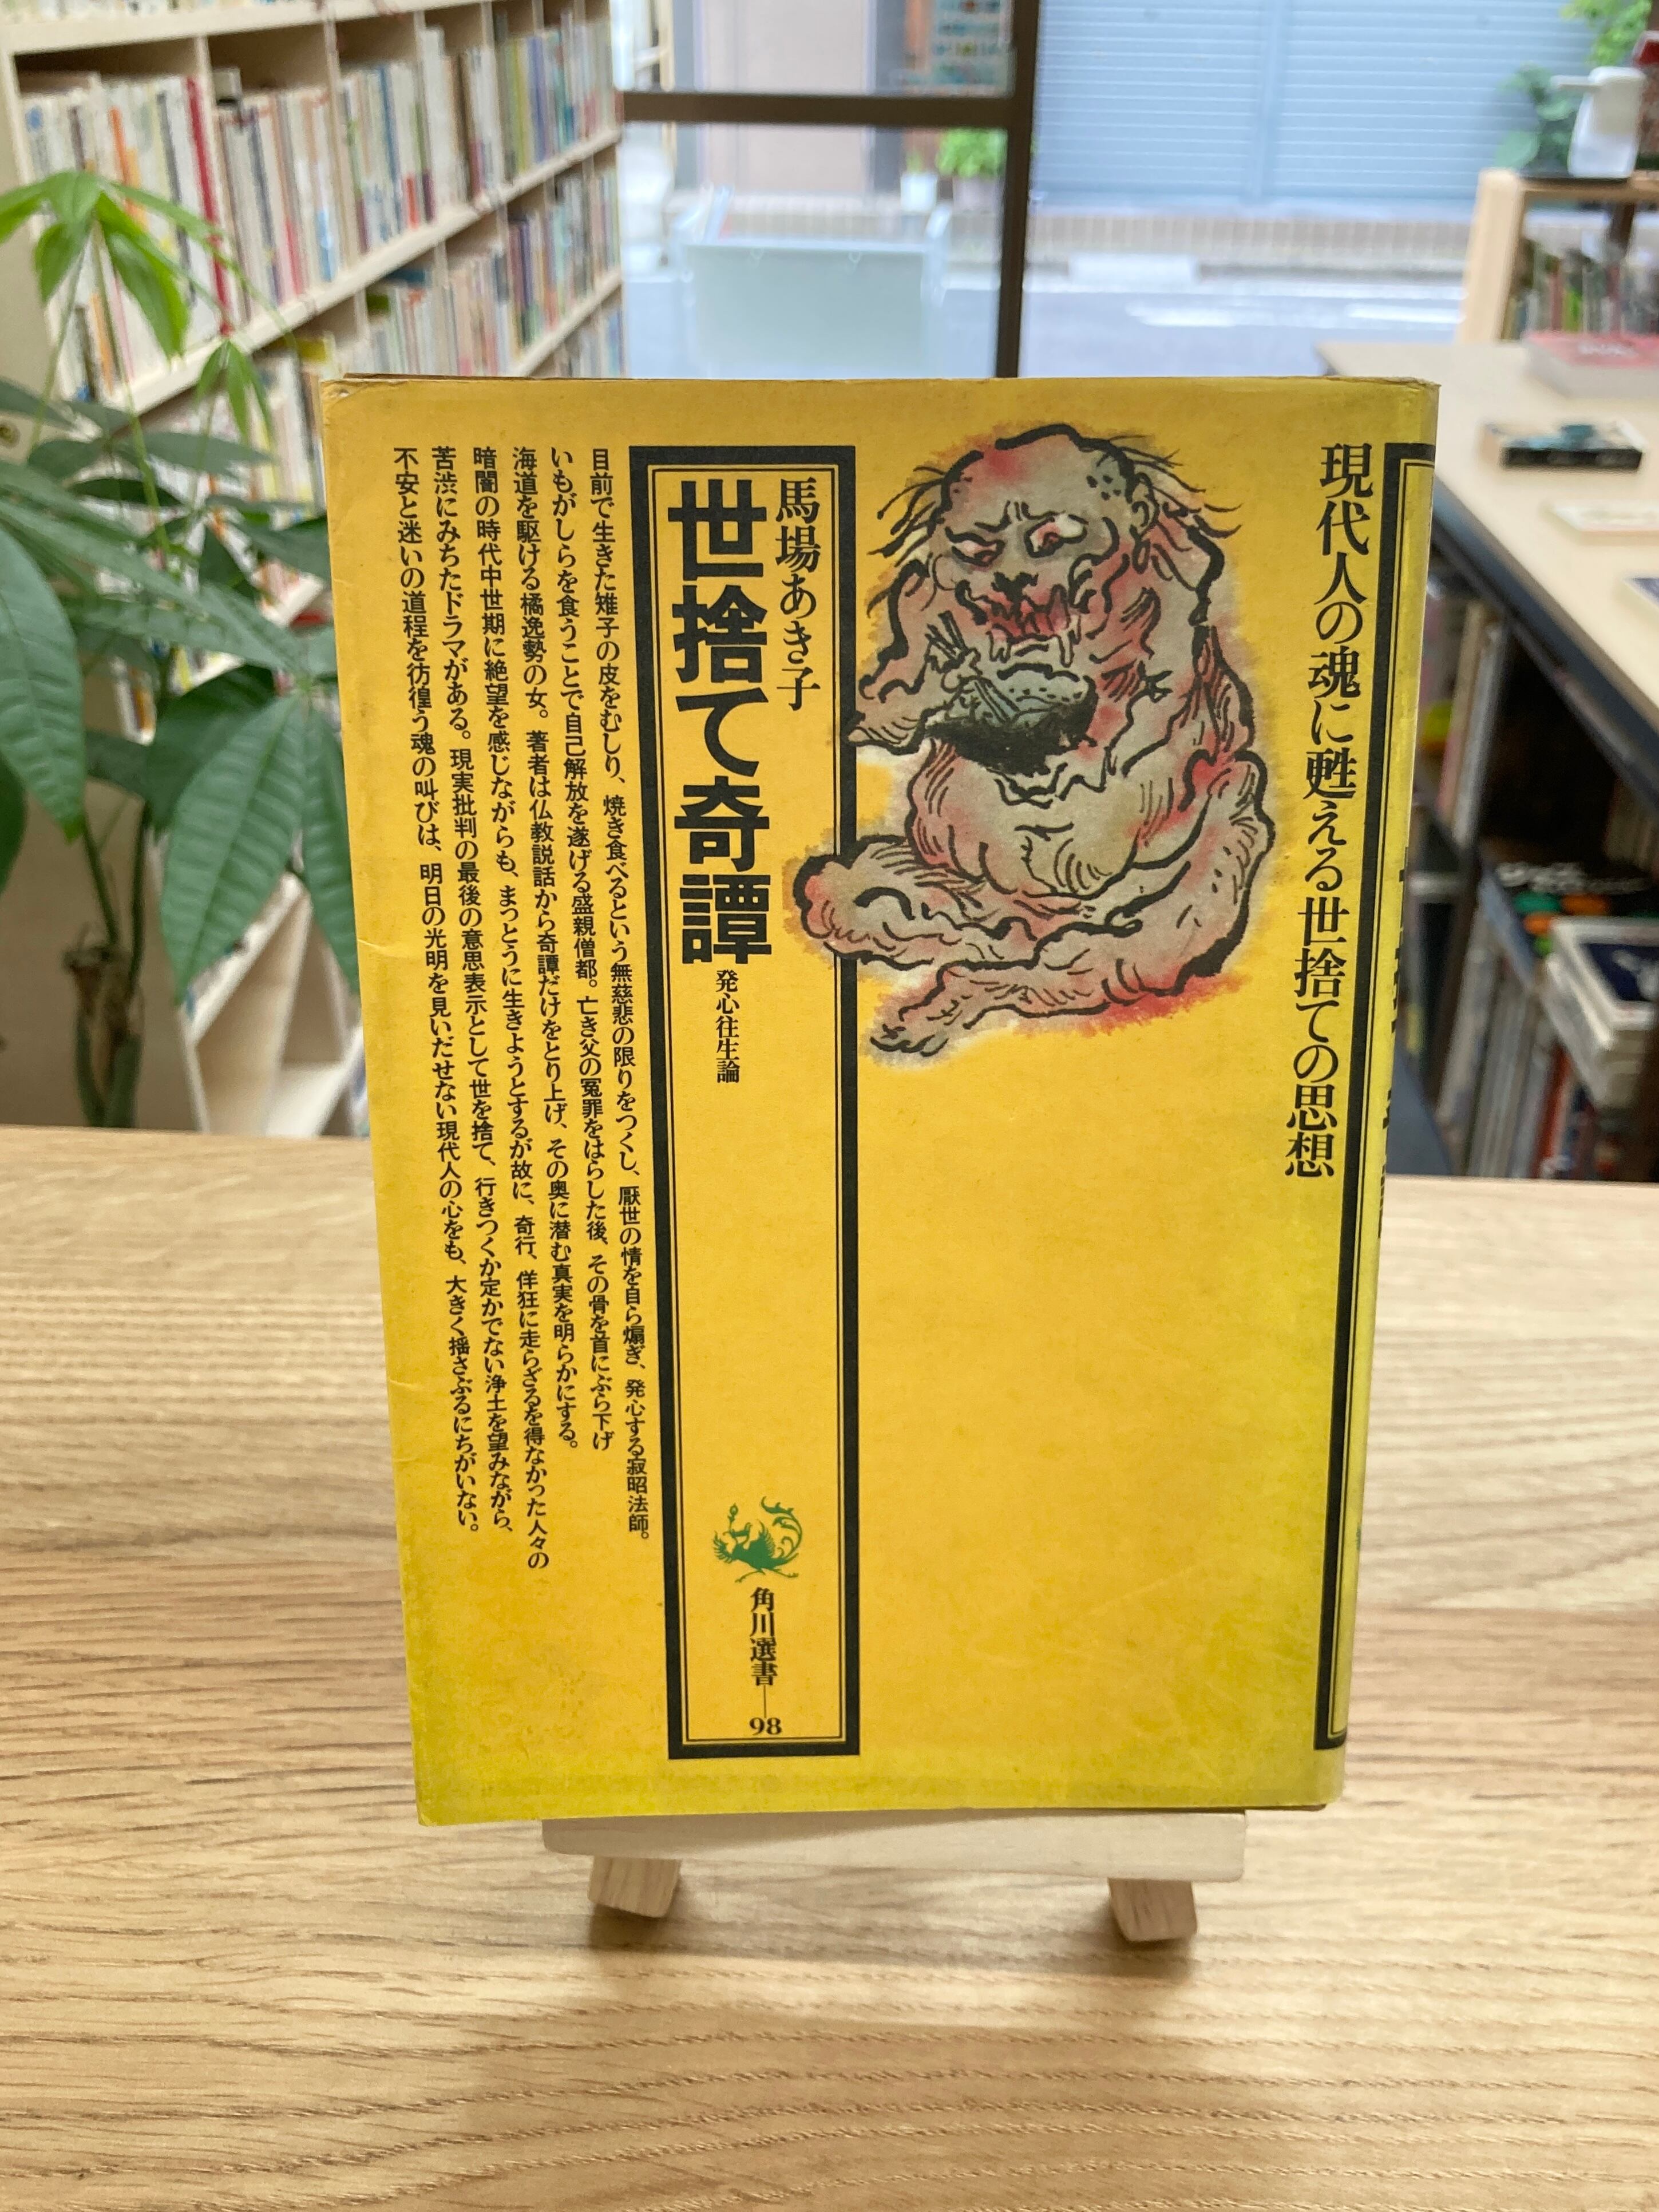 現代人の魂に甦える世捨ての思想
馬場あき子
世捨て奇譚
発心往生論
角川選書―98
目前で生きた雉子の皮をむしり、焼き食べるという無慈悲の限りをつくし、厭世の情を自ら煽ぎ、発心する寂昭法師。
いもがしらを食うことで自己解放を遂げる盛親僧都。亡き父の冤罪をはらした後、その骨を首にぶら下げ
海道を駆ける橘逸勢の女。著者は仏教説話から奇譚だけをとり上げ、その奥に潜む真実を明らかにする。
暗闇の時代中世期に絶望を感じながらも、まっとうに生きようとするが故に、奇行、佯狂に走らざるを得なかった人々の
苦渋にみちたドラマがある。現実批判の最後の意思表示として世を捨て、行きつくか定かでない浄土を望みながら、
不安と迷いの道程を彷徨う魂の叫びは、明日の光明を見いだせない現代人の心をも、大きく揺さぶるにちがいない。